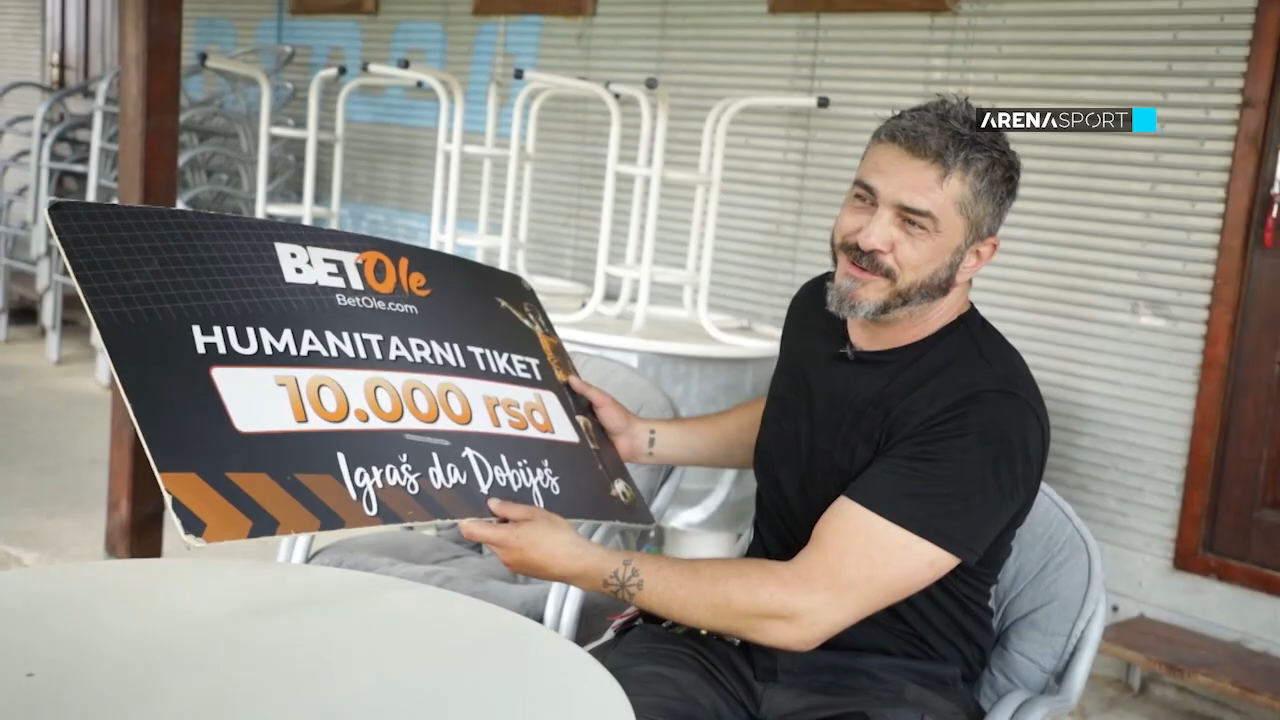 ARENASPORT
BETOle
BetOle.com
HUMANITARNI TIKET
10.000 rsd
Igraš da Dobiješ